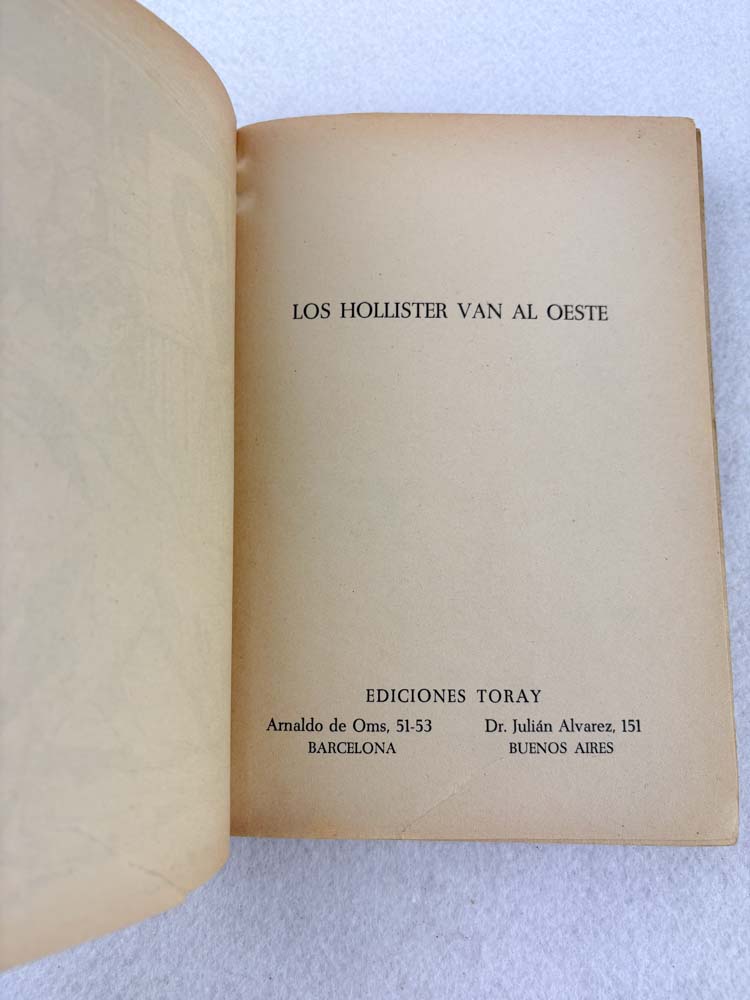 LOS HOLLISTER VAN AL OESTE
EDICIONES TORAY
Arnaldo de Oms, 51-53
BARCELONA
Dr. Julián Alvarez, 151
BUENOS AIRES